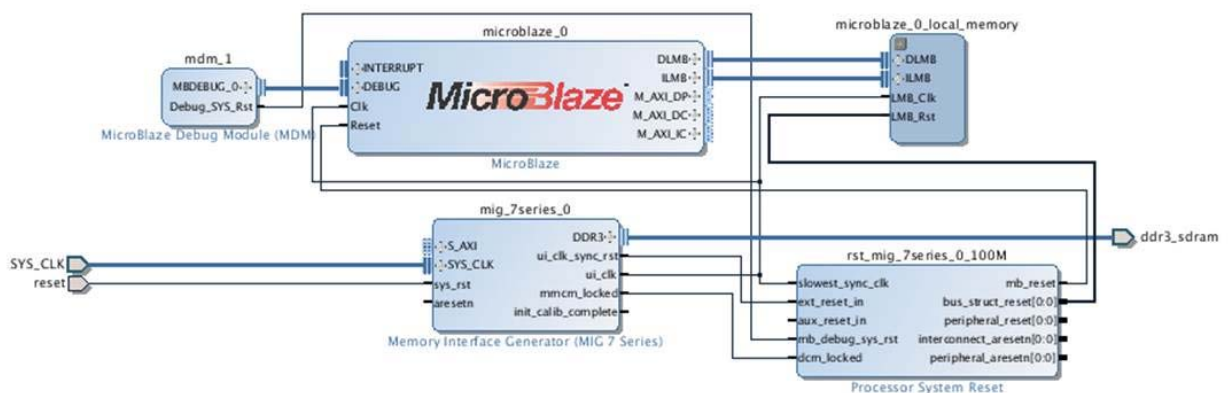 mdm_1
MBDEBUG_0
Debug_SYS_Rst
MicroBlaze Debug Module (MDM)
microblaze_0
INTERRUPT
DEBUG
Clk
Reset
MicroBlaze
DLMB
ILMB
M_AXI_DP
M_AXI_DC
M_AXI_IC
MicroBlaze
microblaze_0_local_memory
DLMB
ILMB
LMB_Clk
LMB_Rst
SYS_CLK
reset
mig_7series_0
S_AXI
SYS_CLK
sys_rst
aresetn
DDR3
ui_clk_sync_rst
ui_clk
mmcm_locked
init_calib_complete
Memory Interface Generator (MIG 7 Series)
ddr3_sdram
rst_mig_7series_0_100M
slowest_sync_clk
ext_reset_in
aux_reset_in
mb_debug_sys_rst
dcm_locked
mb_reset
bus_struct_reset[0:0]
peripheral_reset[0:0]
interconnect_aresetn[0:0]
peripheral_aresetn[0:0]
Processor System Reset